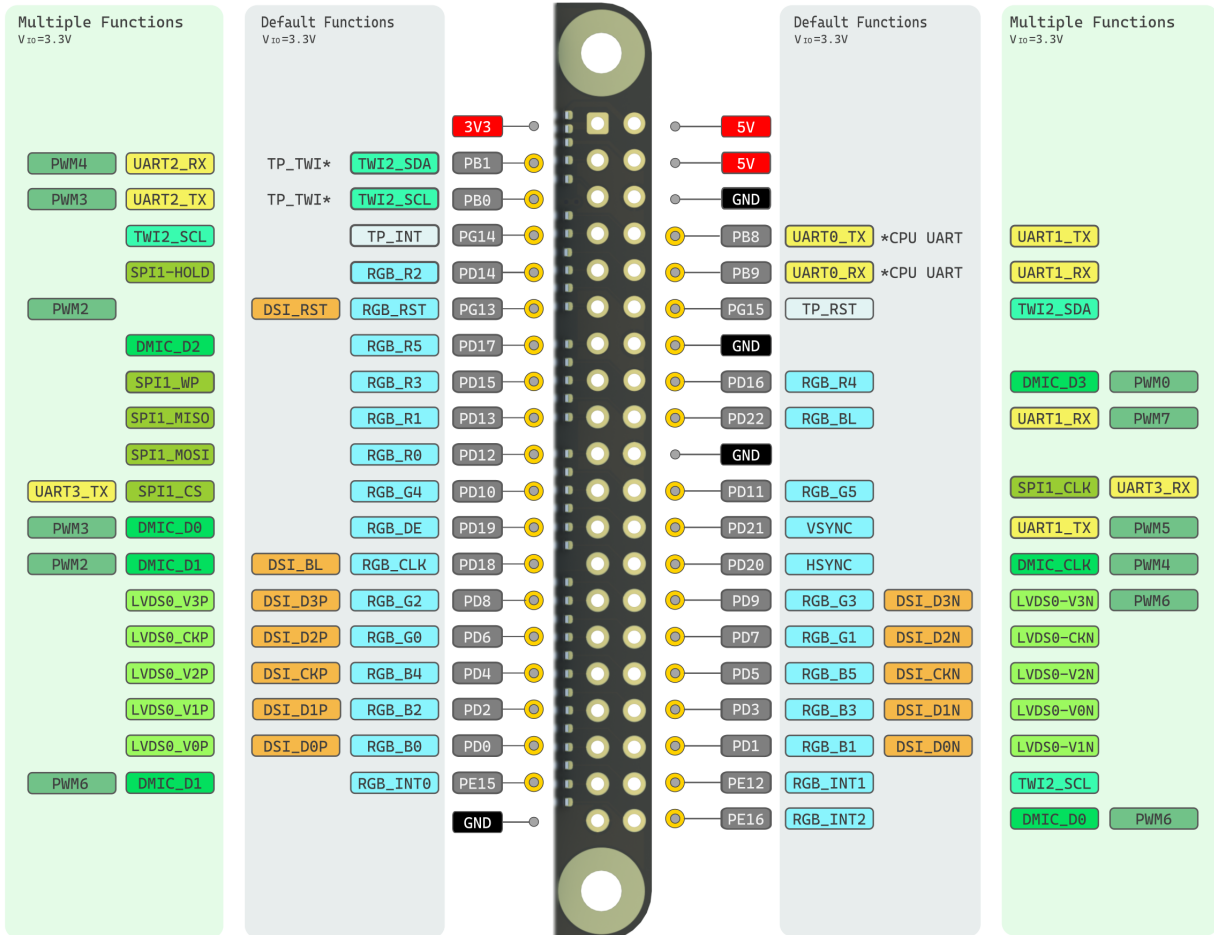 Multiple Functions Default Functions Default Functions Multiple Functions
VIO=3.3V VIO=3.3V VIO=3.3V VIO=3.3V
3V3 5V
PWM4 UART2_RX TP_TWI* TWI2_SDA PB1 5V
PWM3 UART2_TX TP_TWI* TWI2_SCL PB0 GND
TWI2_SCL TP_INT PG14 PB8 UART0_TX *CPU UART UART1_TX
SPI1-HOLD RGB_R2 PD14 PB9 UART0_RX *CPU UART UART1_RX
PWM2 DSI_RST RGB_RST PG13 PG15 TP_RST TWI2_SDA
DMIC_D2 RGB_R5 PD17 GND
SPI1_WP RGB_R3 PD15 PD16 RGB_R4 DMIC_D3 PWM0
SPI1_MISO RGB_R1 PD13 PD22 RGB_BL UART1_RX PWM7
SPI1_MOSI RGB_R0 PD12 GND
UART3_TX SPI1_CS RGB_G4 PD10 PD11 RGB_G5 SPI1_CLK UART3_RX
PWM3 DMIC_D0 RGB_DE PD19 PD21 VSYNC UART1_TX PWM5
PWM2 DMIC_D1 DSI_BL RGB_CLK PD18 PD20 HSYNC DMIC_CLK PWM4
LVDS0_V3P DSI_D3P RGB_G2 PD8 PD9 RGB_G3 DSI_D3N LVDS0-V3N PWM6
LVDS0_CKP DSI_D2P RGB_G0 PD6 PD7 RGB_G1 DSI_D2N LVDS0-CKN
LVDS0_V2P DSI_CKP RGB_B4 PD4 PD5 RGB_B5 DSI_CKN LVDS0-V2N
LVDS0_V1P DSI_D1P RGB_B2 PD2 PD3 RGB_B3 DSI_D1N LVDS0-V0N
LVDS0_V0P DSI_D0P RGB_B0 PD0 PD1 RGB_B1 DSI_D0N LVDS0-V1N
PWM6 DMIC_D1 RGB_INT0 PE15 PE12 RGB_INT1 TWI2_SCL
GND PE16 RGB_INT2 DMIC_D0 PWM6